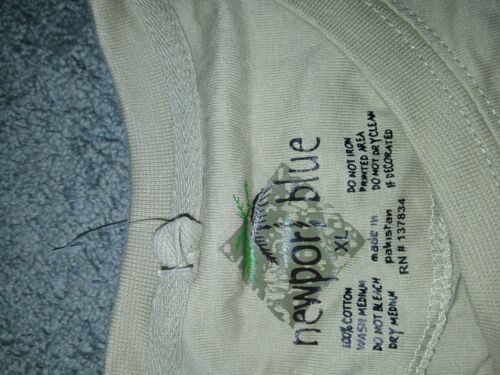 newport blue
XL
100% COTTON
WASH MEDIUM
DO NOT BLEACH
DRY MEDIUM
made in
pakistan
RN # 137834
DO NOT IRON
PRINTED AREA
DO NOT DRYCLEAN
IF DECORATED